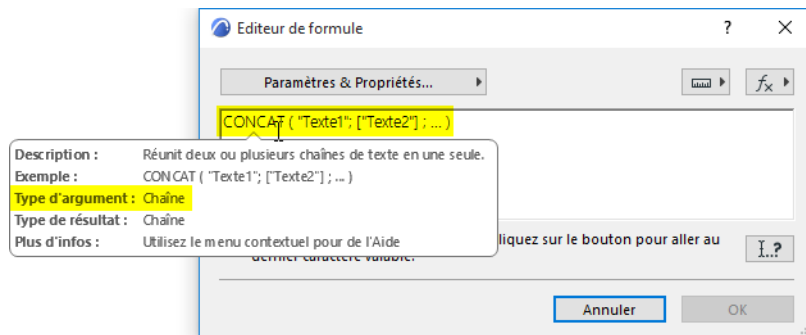 Editeur de formule
?
Paramètres & Propriétés...
fx
CONCAT ( "Texte1"; ["Texte2"] ; ... )
Description : Réunit deux ou plusieurs chaînes de texte en une seule.
Exemple : CONCAT ( "Texte1"; ["Texte2"] ; ... )
Type d'argument : Chaîne
Type de résultat : Chaîne
Plus d'infos : Utilisez le menu contextuel pour de l'Aide
liquez sur le bouton pour aller au
dernier caractère valable.
I..?
Annuler
OK